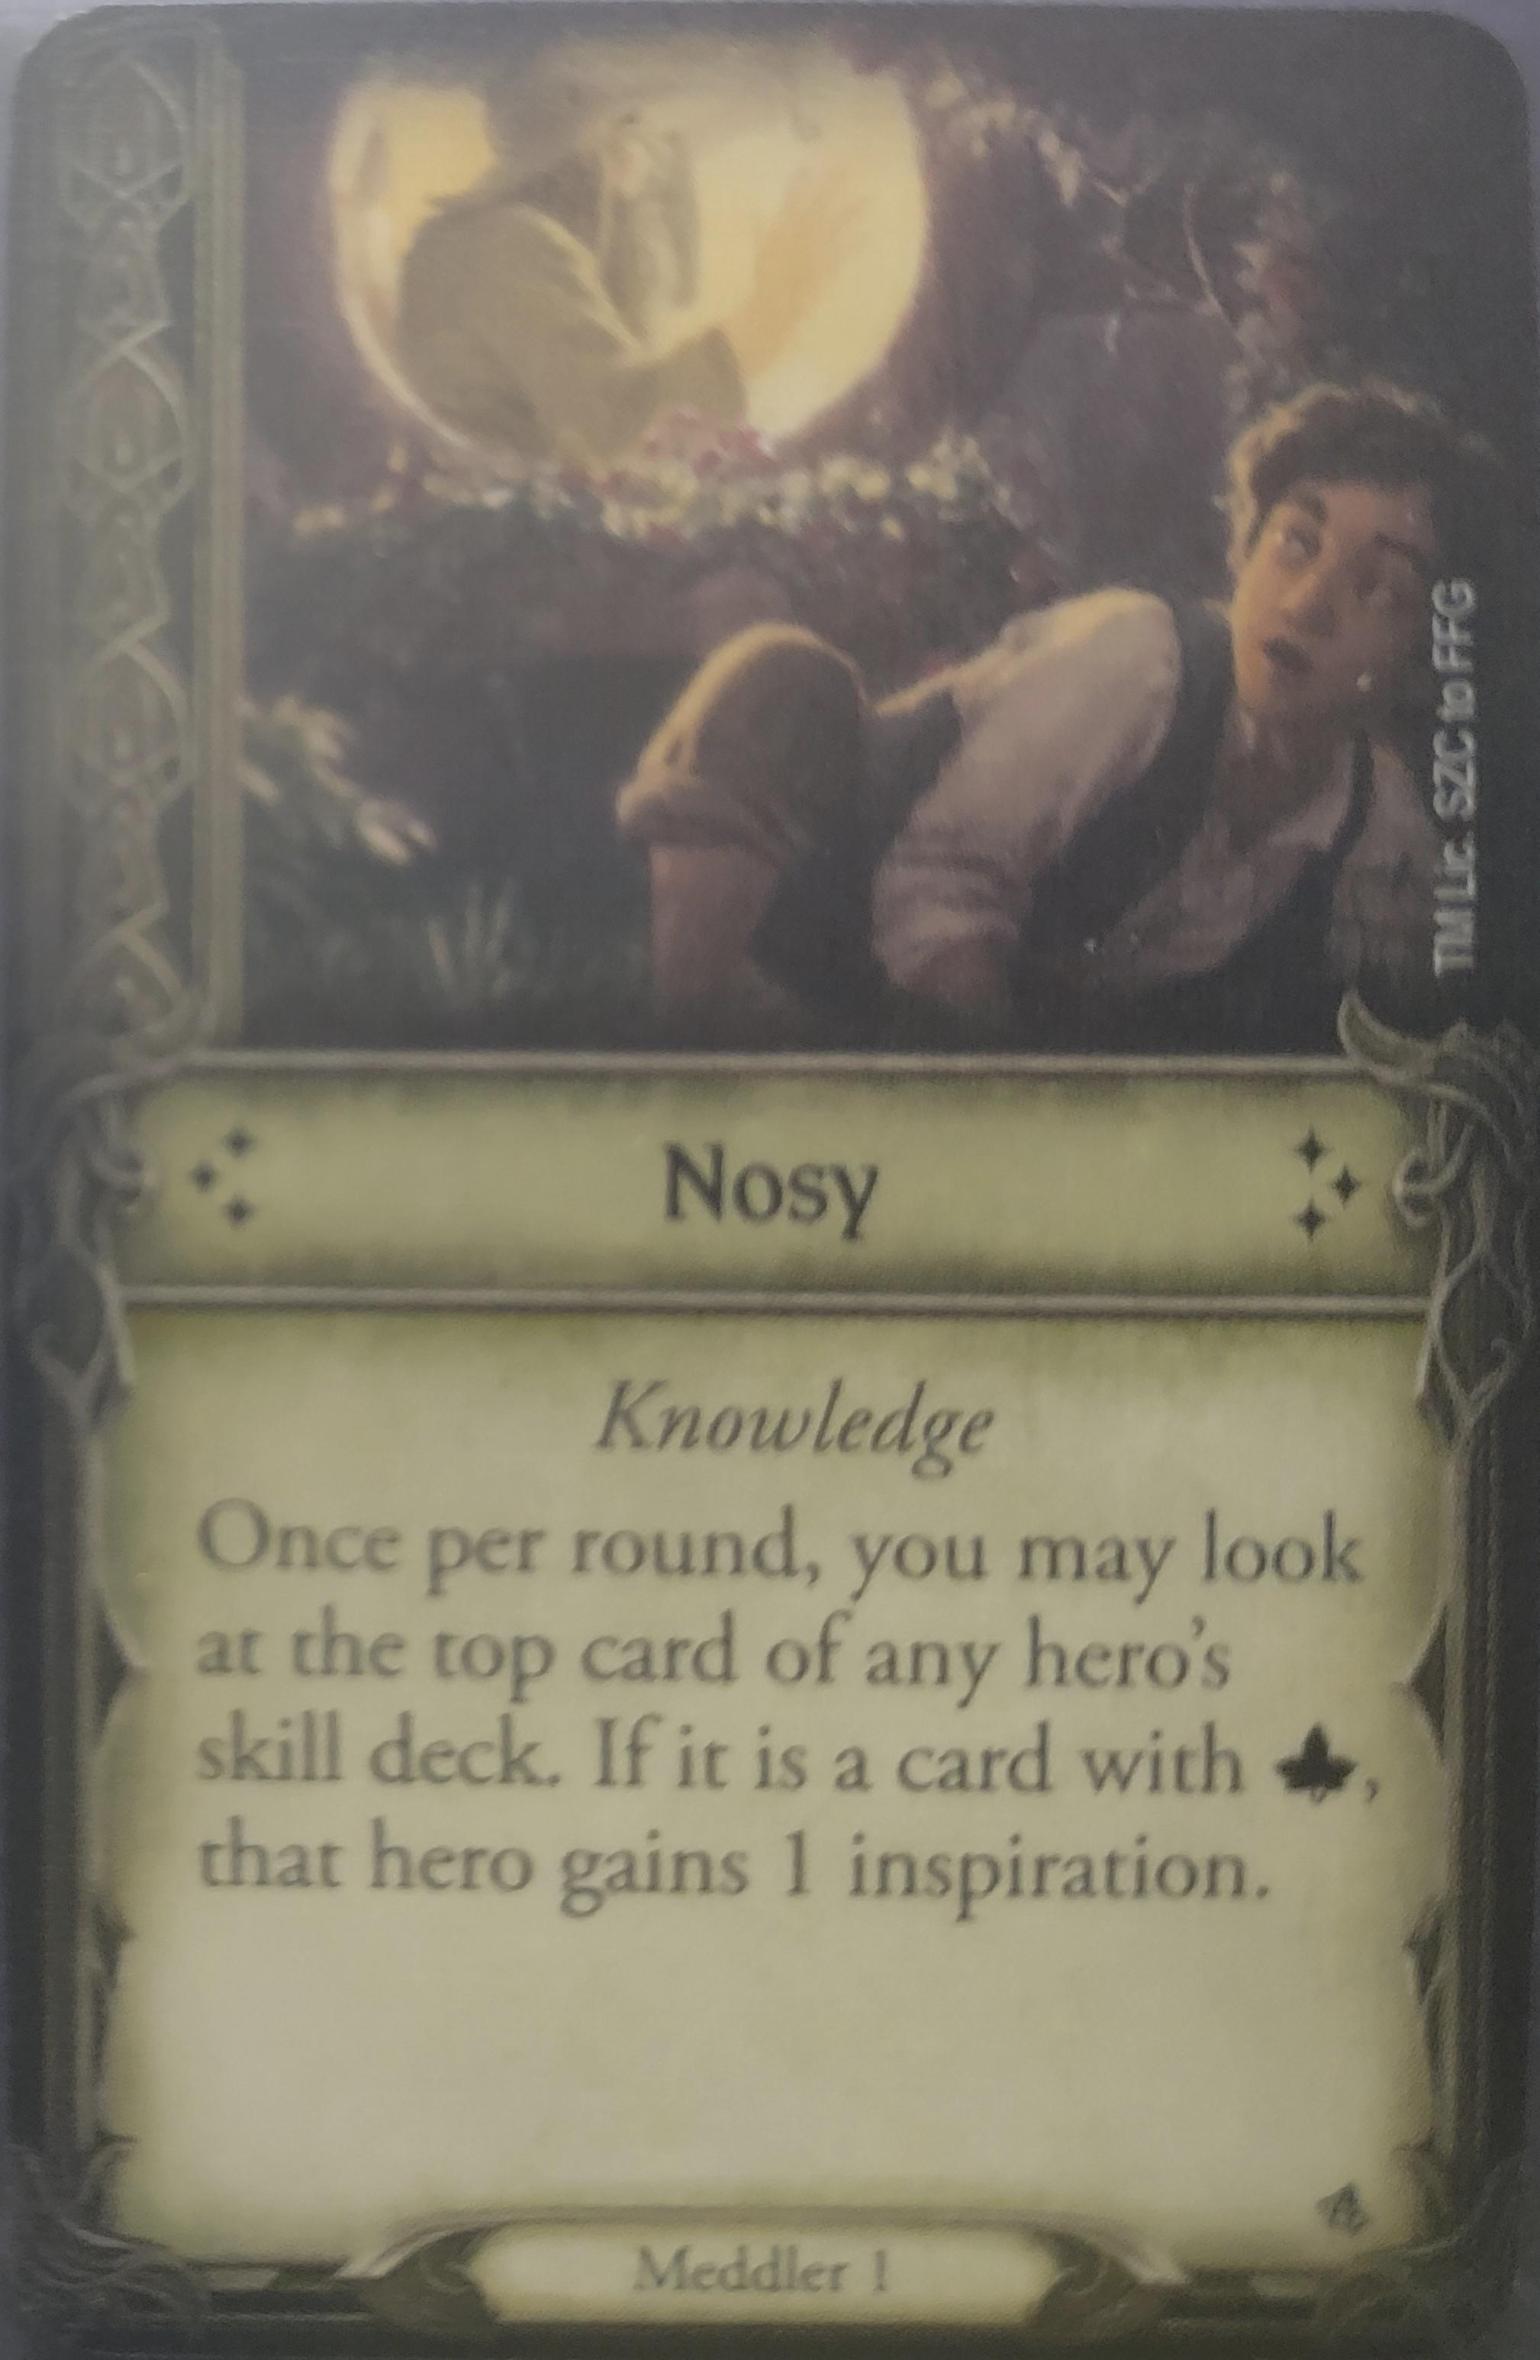 TM Lic. SZC to FFG
Nosy
Knowledge
Once per round, you may look
at the top card of any hero's
skill deck. If it is a card with ,
that hero gains 1 inspiration.
Meddler 1